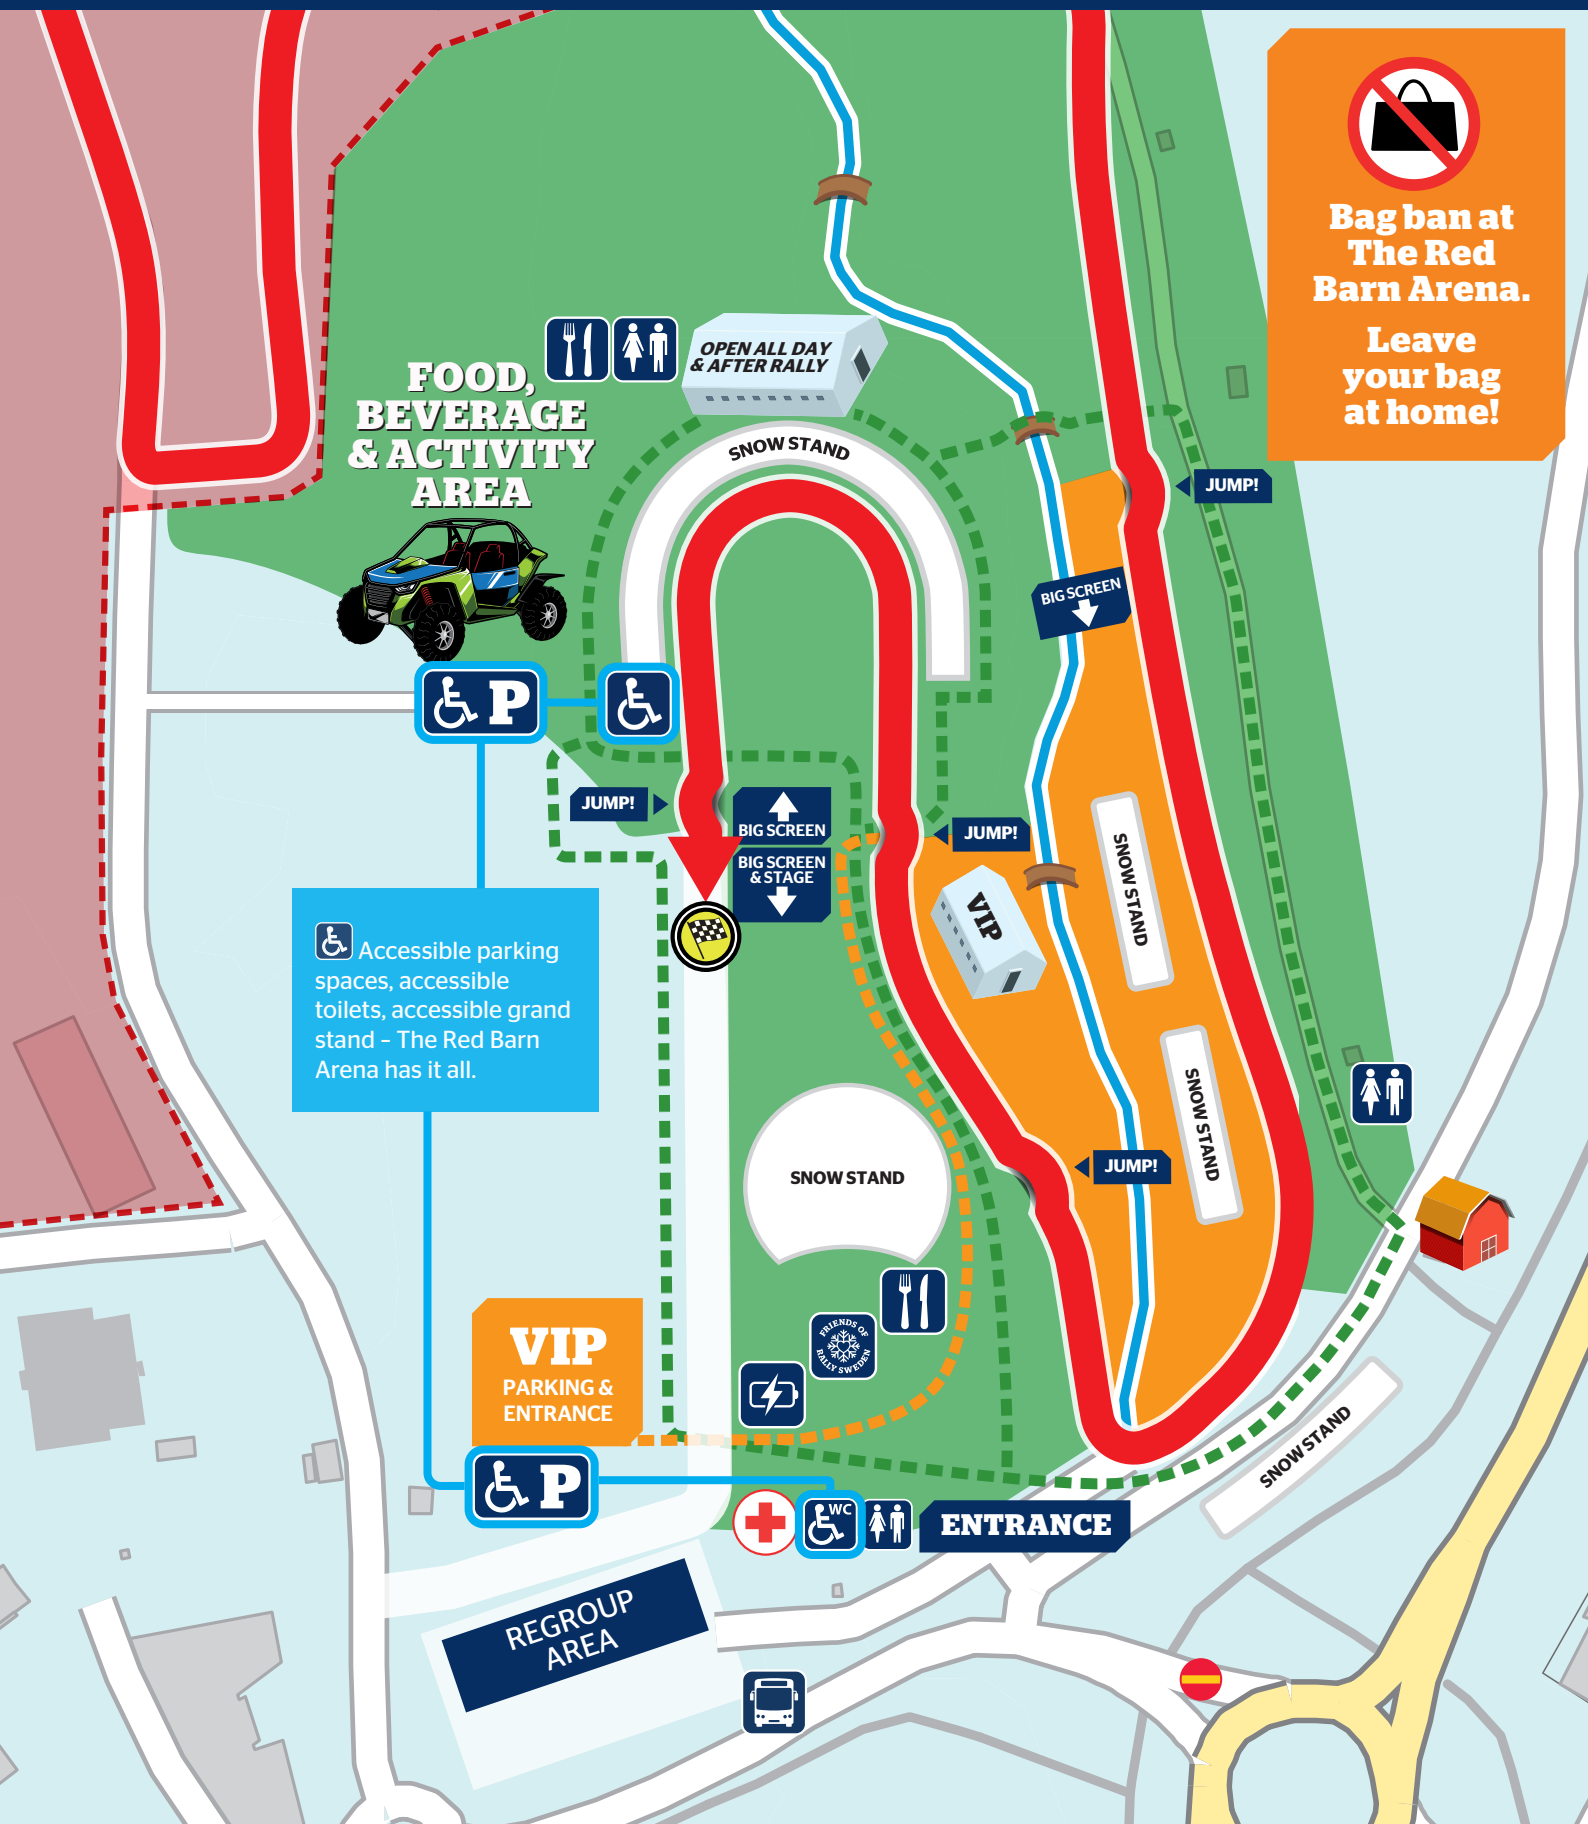 Bag ban at
The Red
Barn Arena.
Leave
your bag
at home!
OPEN ALL DAY
& AFTER RALLY
FOOD,
BEVERAGE
& ACTIVITY
AREA
SNOW STAND
JUMP!
BIG SCREEN
P
JUMP!
BIG SCREEN
BIG SCREEN
& STAGE
JUMP!
SNOW STAND
VIP
Accessible parking
spaces, accessible
toilets, accessible grand
stand – The Red Barn
Arena has it all.
SNOW STAND
SNOW STAND
JUMP!
VIP
PARKING &
ENTRANCE
FRIENDS OF
RALLY SWEDEN
SNOW STAND
P
WC
ENTRANCE
REGROUP
AREA